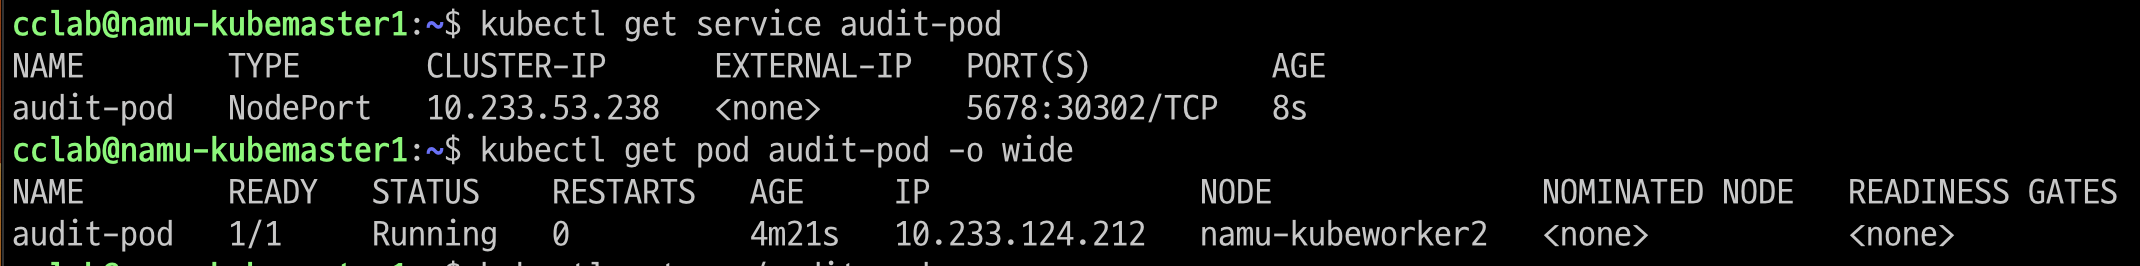 cclab@namu-kubemaster1:~$ kubectl get service audit-pod
NAME TYPE CLUSTER-IP EXTERNAL-IP PORT(S) AGE
audit-pod NodePort 10.233.53.238 <none> 5678:30302/TCP 8s
cclab@namu-kubemaster1:~$ kubectl get pod audit-pod -o wide
NAME READY STATUS RESTARTS AGE IP NODE NOMINATED NODE READINESS GATES
audit-pod 1/1 Running 0 4m21s 10.233.124.212 namu-kubeworker2 <none> <none>